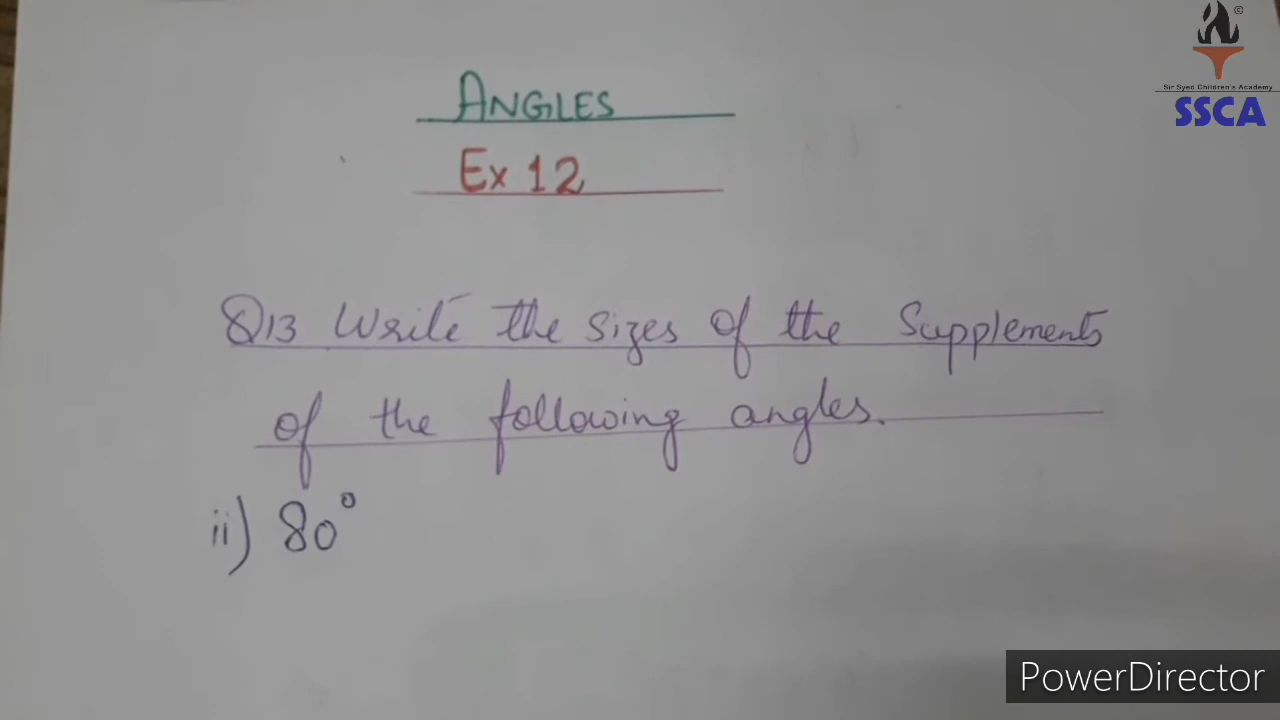 ©
Sir Syed Children's Academy
SSCA
ANGLES
Ex 12
Q13 Write the sizes of the Supplements
of the following angles.
ii) 80°
PowerDirector